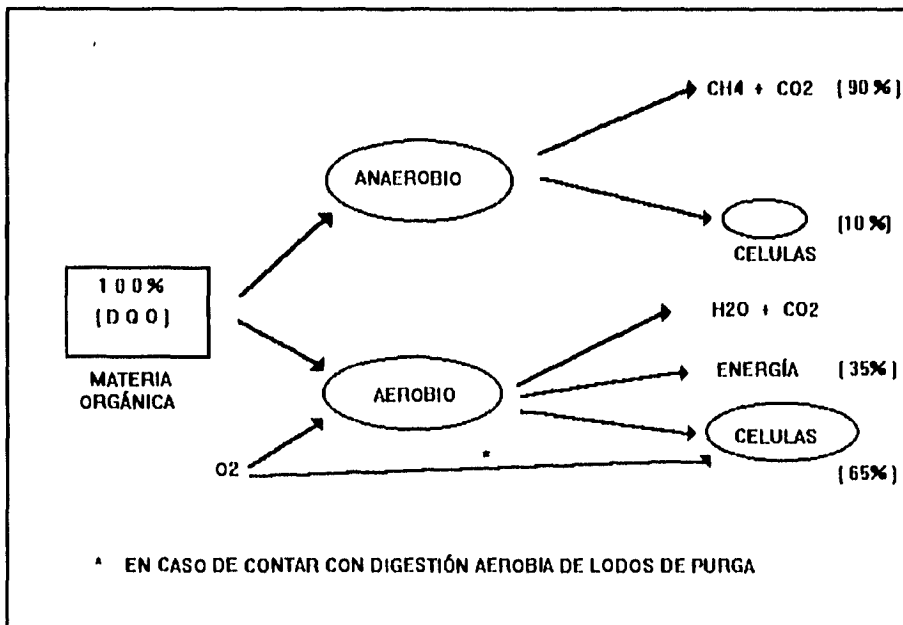 CH4 + CO2 (90%)
ANAEROBIO
(10%)
CELULAS
100%
(DQO)
MATERIA
ORGÁNICA
H2O + CO2
ENERGÍA (35%)
AEROBIO
CELULAS
(65%)
O2
*
* EN CASO DE CONTAR CON DIGESTIÓN AEROBIA DE LODOS DE PURGA